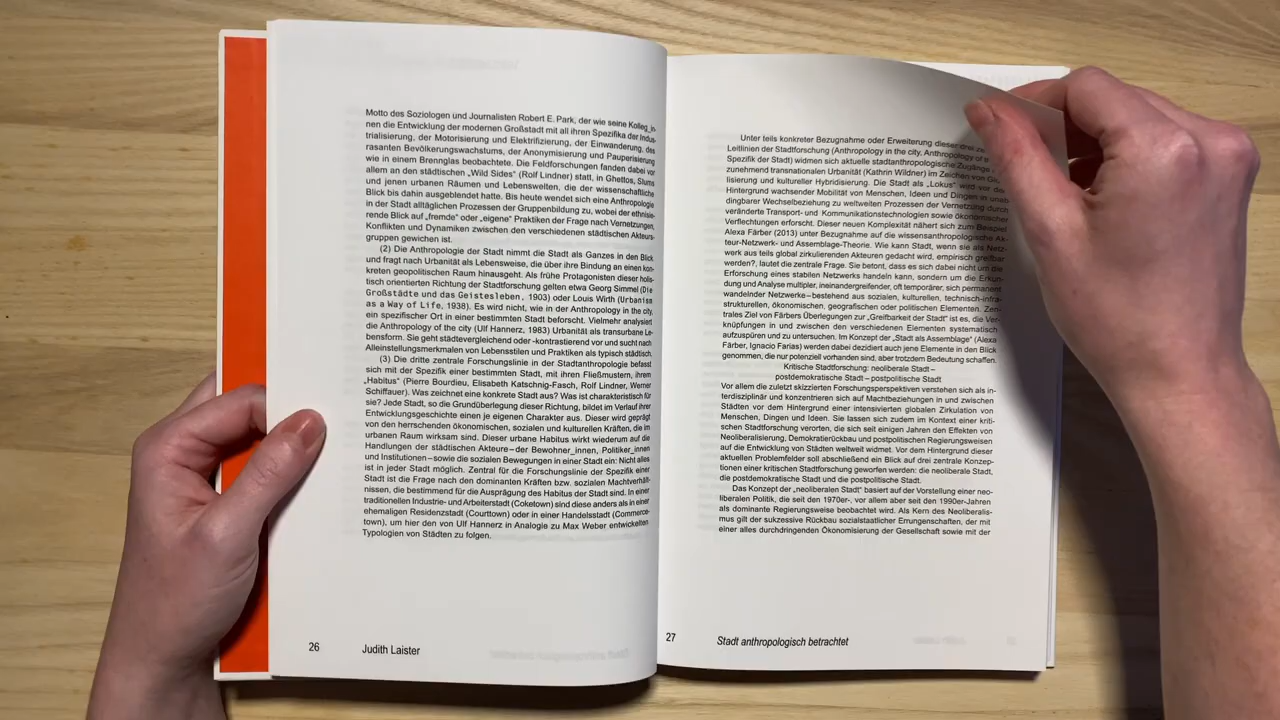 Motto des Soziologen und Journalisten Robert E. Park, der wie seine Kolleg_in-
nen die Entwicklung der modernen Großstadt mit all ihren Spezifika der Indus-
trialisierung, der Motorisierung und Elektrifizierung, der Einwanderung, des
rasanten Bevölkerungswachstums, der Anonymisierung und Pauperisierung
wie in einem Brennglas beobachtete. Die Feldforschungen fanden dabei vor
allem an den städtischen „Wild Sides“ (Rolf Lindner) statt, in Ghettos, Slums
und jenen urbanen Räumen und Lebenswelten, die der wissenschaftliche
Blick bis dahin ausgeblendet hatte. Bis heute wendet sich eine Anthropologie
in der Stadt alltäglichen Prozessen der Gruppenbildung zu, wobei der ethnisie-
rende Blick auf „fremde“ oder „eigene“ Praktiken der Frage nach Vernetzungen,
Konflikten und Dynamiken zwischen den verschiedenen städtischen Akteurs-
gruppen gewichen ist.
(2) Die Anthropologie der Stadt nimmt die Stadt als Ganzes in den Blick
und fragt nach Urbanität als Lebensweise, die über ihre Bindung an einen kon-
kreten geopolitischen Raum hinausgeht. Als frühe Protagonisten dieser holis-
tisch orientierten Richtung der Stadtforschung gelten etwa Georg Simmel (Die
Großstädte und das Geistesleben, 1903) oder Louis Wirth (Urbanism
as a Way of Life, 1938). Es wird nicht, wie in der Anthropology in the city,
ein spezifischer Ort in einer bestimmten Stadt beforscht. Vielmehr analysiert
die Anthropology of the city (Ulf Hannerz, 1983) Urbanität als transurbane Le-
bensform. Sie geht städtevergleichend oder -kontrastierend vor und sucht nach
Alleinstellungsmerkmalen von Lebensstilen und Praktiken als typisch städtisch.
(3) Die dritte zentrale Forschungslinie in der Stadtanthropologie befasst
sich mit der Spezifik einer bestimmten Stadt, mit ihren Fließmustern, ihrem
„Habitus“ (Pierre Bourdieu, Elisabeth Katschnig-Fasch, Rolf Lindner, Werner
Schiffauer). Was zeichnet eine konkrete Stadt aus? Was ist charakteristisch für
sie? Jede Stadt, so die Grundüberlegung dieser Richtung, bildet im Verlauf ihrer
Entwicklungsgeschichte einen je eigenen Charakter aus. Dieser wird geprägt
von den herrschenden ökonomischen, sozialen und kulturellen Kräften, die im
urbanen Raum wirksam sind. Dieser urbane Habitus wirkt wiederum auf die
Handlungen der städtischen Akteure – der Bewohner_innen, Politiker_innen
und Institutionen – sowie die sozialen Bewegungen in einer Stadt ein: Nicht alles
ist in jeder Stadt möglich. Zentral für die Forschungslinie der Spezifik einer
Stadt ist die Frage nach den dominanten Kräften bzw. sozialen Machtverhält-
nissen, die bestimmend für die Ausprägung des Habitus der Stadt sind. In einer
traditionellen Industrie- und Arbeiterstadt (Coketown) sind diese anders als in einer
ehemaligen Residenzstadt (Courttown) oder in einer Handelsstadt (Commerce-
town), um hier den von Ulf Hannerz in Analogie zu Max Weber entwickelten
Typologien von Städten zu folgen.
26 Judith Laister
Unter teils konkreter Bezugnahme oder Erweiterung dieser drei
Leitlinien der Stadtforschung (Anthropology in the city, Anthropology of
Spezifik der Stadt) widmen sich aktuelle stadtanthropologische Zugänge
zunehmend transnationalen Urbanität (Kathrin Wildner) im Zeichen von
lisierung und kultureller Hybridisierung. Die Stadt als „Lokus“ wird vor dem
Hintergrund wachsender Mobilität von Menschen, Ideen und Dingen in
dingbarer Wechselbeziehung zu weltweiten Prozessen der Vernetzung durch
veränderte Transport- und Kommunikationstechnologien sowie ökonomischer
Verflechtungen erforscht. Dieser neuen Komplexität nähert sich zum Beispiel
Alexa Färber (2013) unter Bezugnahme auf die wissensanthropologische Ak-
teur-Netzwerk- und Assemblage-Theorie. Wie kann Stadt, wenn sie als Netz-
werk aus teils global zirkulierenden Akteuren gedacht wird, empirisch greifbar
werden?, lautet die zentrale Frage. Sie betont, dass es sich dabei nicht um die
Erforschung eines stabilen Netzwerks handeln kann, sondern um die Erkun-
dung und Analyse multipler, ineinandergreifender, oft temporärer, sich permanent
wandelnder Netzwerke – bestehend aus sozialen, kulturellen, technisch-infra-
strukturellen, ökonomischen, geografischen oder politischen Elementen. Zen-
trales Ziel von Färbers Überlegungen zur „Greifbarkeit der Stadt“ ist es, die Ver-
knüpfungen in und zwischen den verschiedenen Elementen systematisch
aufzuspüren und zu untersuchen. Im Konzept der „Stadt als Assemblage“ (Alexa
Färber, Ignacio Farías) werden dabei dezidiert auch jene Elemente in den Blick
genommen, die nur potenziell vorhanden sind, aber trotzdem Bedeutung schaffen.
Kritische Stadtforschung: neoliberale Stadt –
postdemokratische Stadt – postpolitische Stadt
Vor allem die zuletzt skizzierten Forschungsperspektiven verstehen sich als in-
terdisziplinär und konzentrieren sich auf Machtbeziehungen in und zwischen
Städten vor dem Hintergrund einer intensivierten globalen Zirkulation von
Menschen, Dingen und Ideen. Sie lassen sich zudem im Kontext einer kriti-
schen Stadtforschung verorten, die sich seit einigen Jahren den Effekten von
Neoliberalisierung, Demokratierückbau und postpolitischen Regierungsweisen
auf die Entwicklung von Städten weltweit widmet. Vor dem Hintergrund dieser
aktuellen Problemfelder soll abschließend ein Blick auf drei zentrale Konzep-
tionen einer kritischen Stadtforschung geworfen werden: die neoliberale Stadt,
die postdemokratische Stadt und die postpolitische Stadt.
Das Konzept der „neoliberalen Stadt“ basiert auf der Vorstellung einer neo-
liberalen Politik, die seit den 1970er-, vor allem aber seit den 1990er-Jahren
als dominante Regierungsweise beobachtet wird. Als Kern des Neoliberalis-
mus gilt der sukzessive Rückbau sozialstaatlicher Errungenschaften, der mit
einer alles durchdringenden Ökonomisierung der Gesellschaft sowie mit der
27 Stadt anthropologisch betrachtet